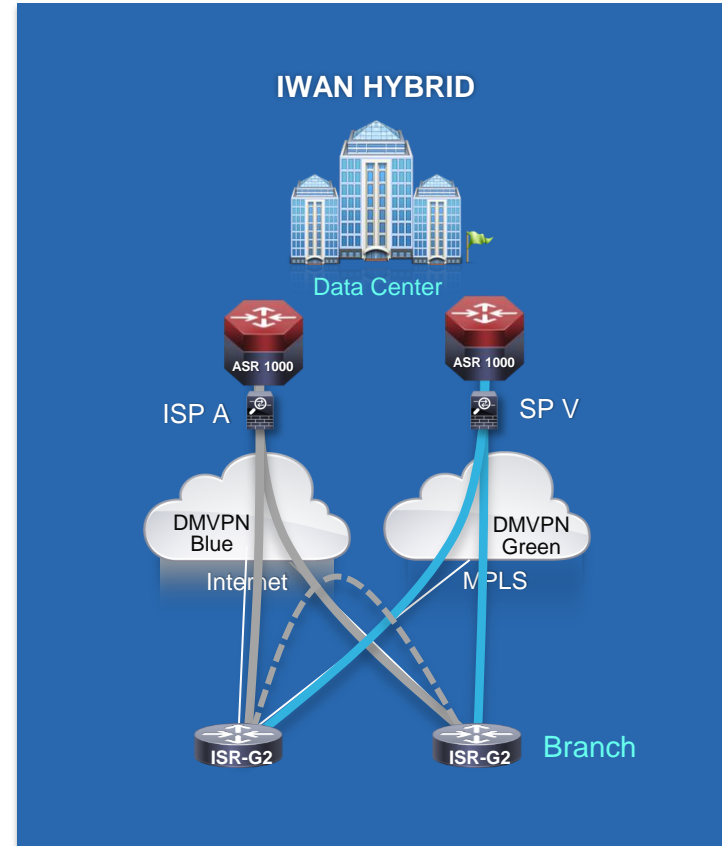 IWAN HYBRID
Data Center
ASR 1000
ASR 1000
ISP A
SP V
DMVPN
Blue
DMVPN
Green
Internet
MPLS
ISR-G2
ISR-G2
Branch